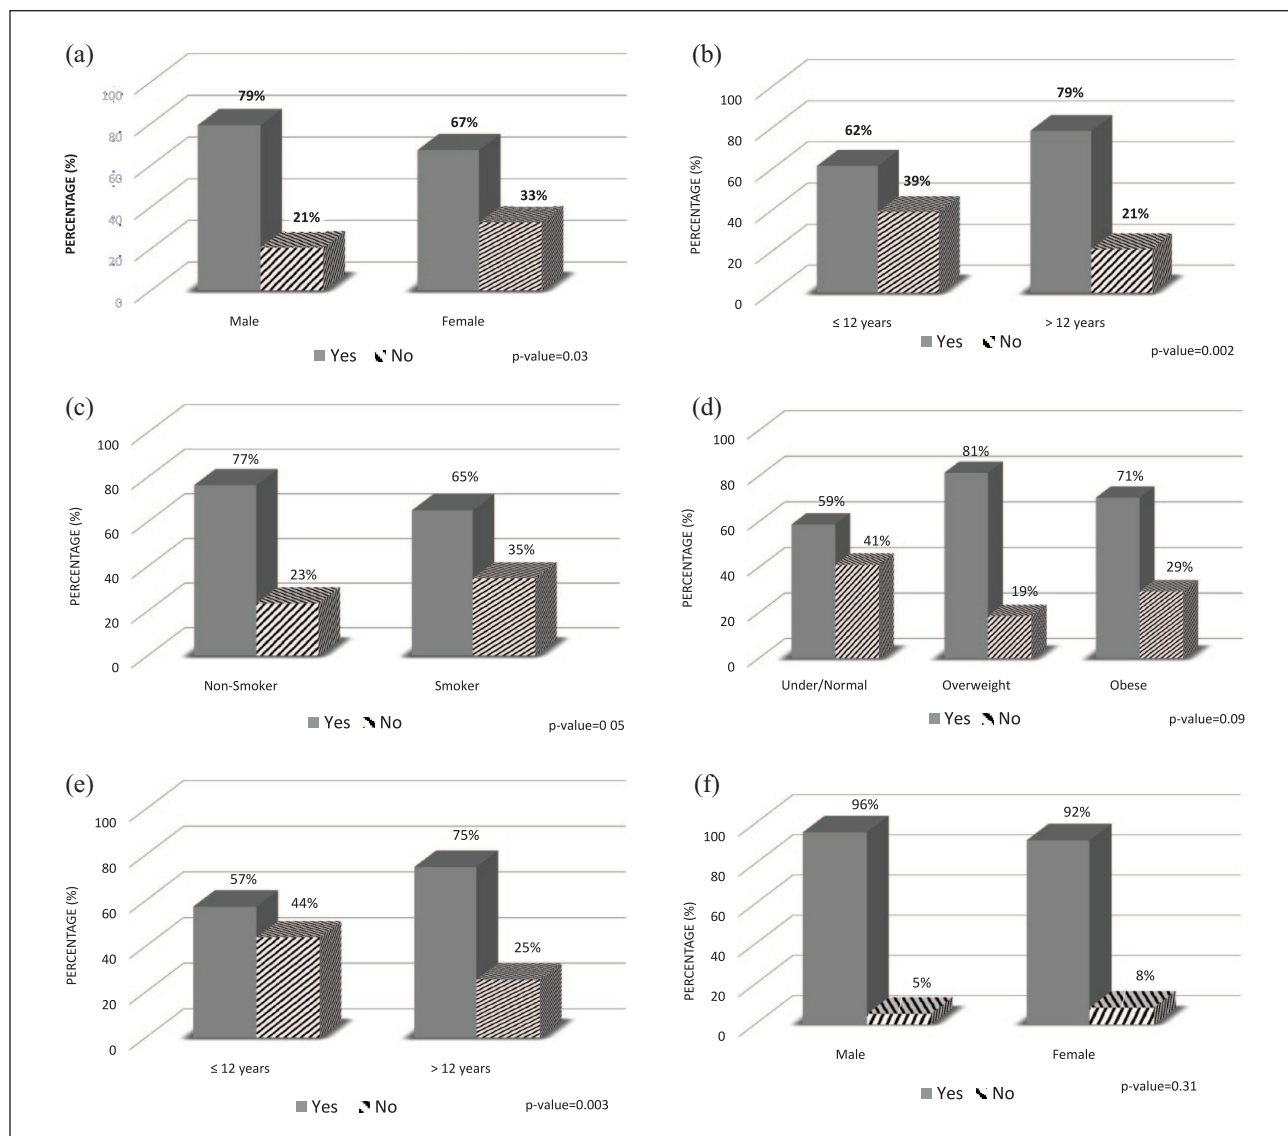 (a)
PERCENTAGE (%)
100
80
60
40
20
0
79%
21%
67%
33%
Male
Female
Yes No
p-value=0.03
(b)
PERCENTAGE (%)
100
80
60
40
20
0
62%
39%
79%
21%
≤ 12 years
> 12 years
Yes No
p-value=0.002
(c)
PERCENTAGE (%)
100
80
60
40
20
0
77%
23%
65%
35%
Non-Smoker
Smoker
Yes No
p-value=0 05
(d)
PERCENTAGE (%)
100
80
60
40
20
0
59%
41%
81%
19%
71%
29%
Under/Normal
Overweight
Obese
Yes No
p-value=0.09
(e)
PERCENTAGE (%)
100
80
60
40
20
0
57%
44%
75%
25%
≤ 12 years
> 12 years
Yes No
p-value=0.003
(f)
PERCENTAGE (%)
100
80
60
40
20
0
96%
5%
92%
8%
Male
Female
Yes No
p-value=0.31